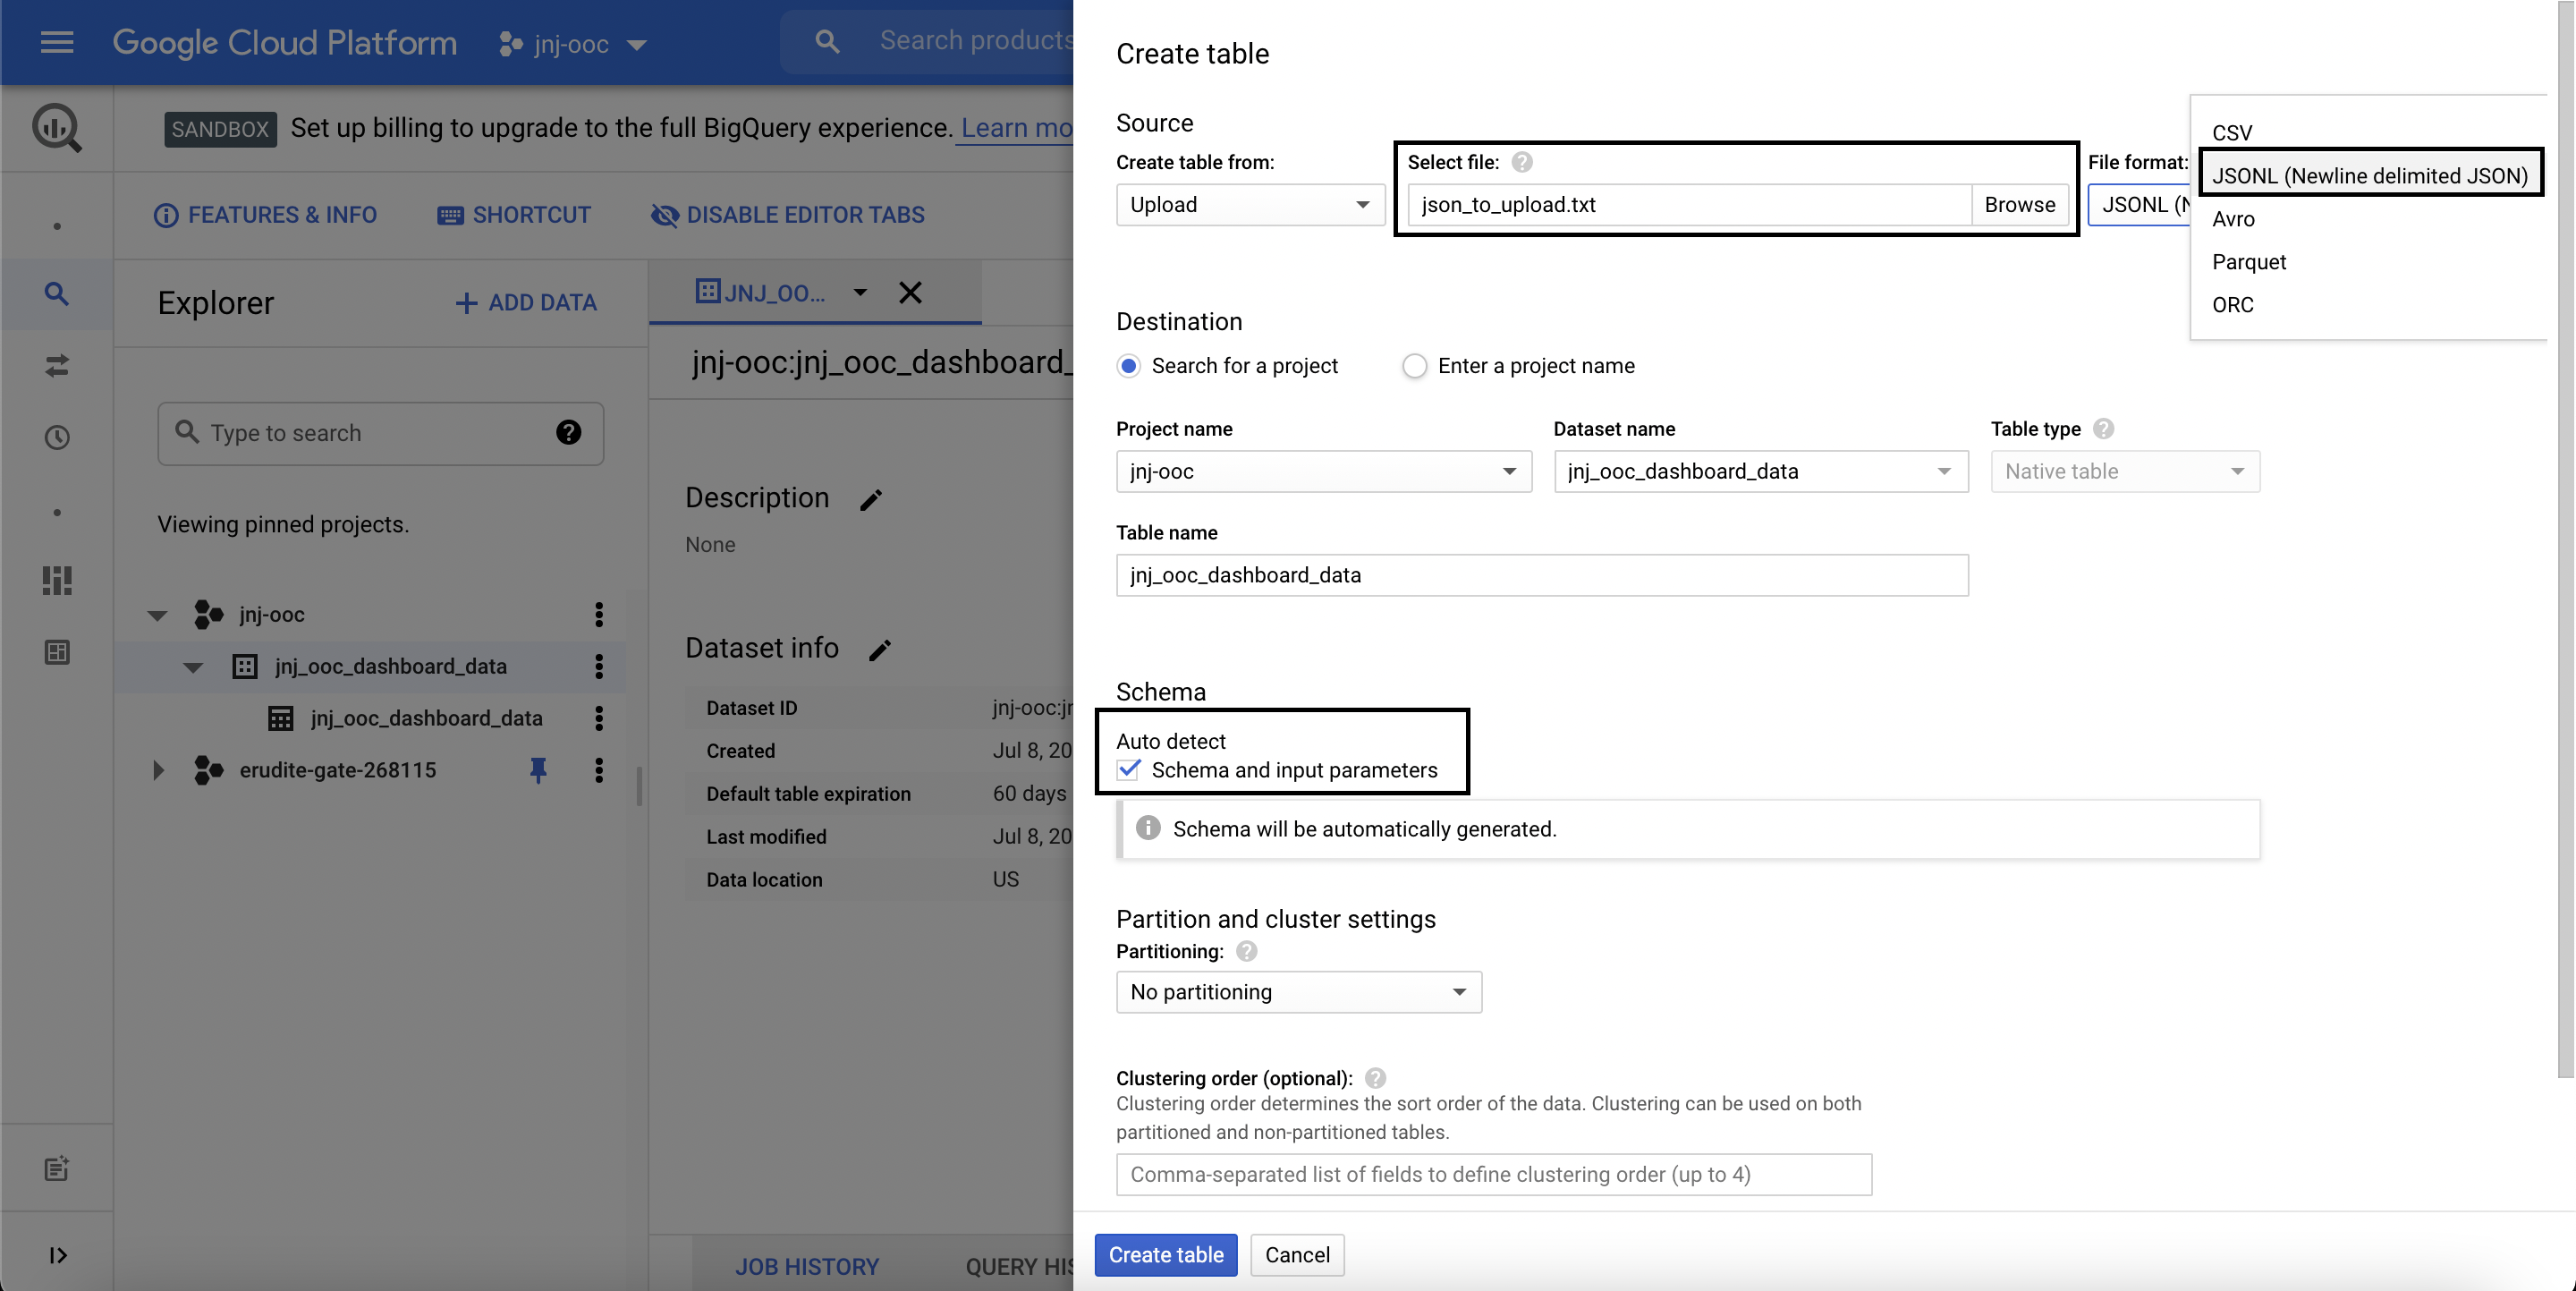 Google Cloud Platform
jnj-ooc
Search products
SANDBOX Set up billing to upgrade to the full BigQuery experience. Learn mo
FEATURES & INFO
SHORTCUT
DISABLE EDITOR TABS
Explorer
ADD DATA
Type to search
Viewing pinned projects.
jnj-ooc
jnj_ooc_dashboard_data
jnj_ooc_dashboard_data
erudite-gate-268115
JNJ_OO...
jnj-ooc:jnj_ooc_dashboard_
Description
None
Dataset info
Dataset ID jnj-ooc:jn
Created Jul 8, 20
Default table expiration 60 days
Last modified Jul 8, 20
Data location US
JOB HISTORY
QUERY HIS
Create table
Source
Create table from:
Upload
Select file:
json_to_upload.txt
Browse
File format:
JSONL (N
CSV
JSONL (Newline delimited JSON)
Avro
Parquet
ORC
Destination
Search for a project
Enter a project name
Project name
jnj-ooc
Dataset name
jnj_ooc_dashboard_data
Table type
Native table
Table name
jnj_ooc_dashboard_data
Schema
Auto detect
Schema and input parameters
Schema will be automatically generated.
Partition and cluster settings
Partitioning:
No partitioning
Clustering order (optional):
Clustering order determines the sort order of the data. Clustering can be used on both
partitioned and non-partitioned tables.
Comma-separated list of fields to define clustering order (up to 4)
Create table
Cancel